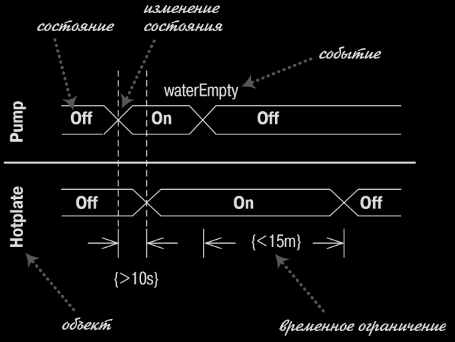 состояние
изменение
состояния
событие
waterEmpty
Pump
Off
On
Off
Hotplate
Off
On
Off
{>10s}
{<15m}
объект
временное ограничение